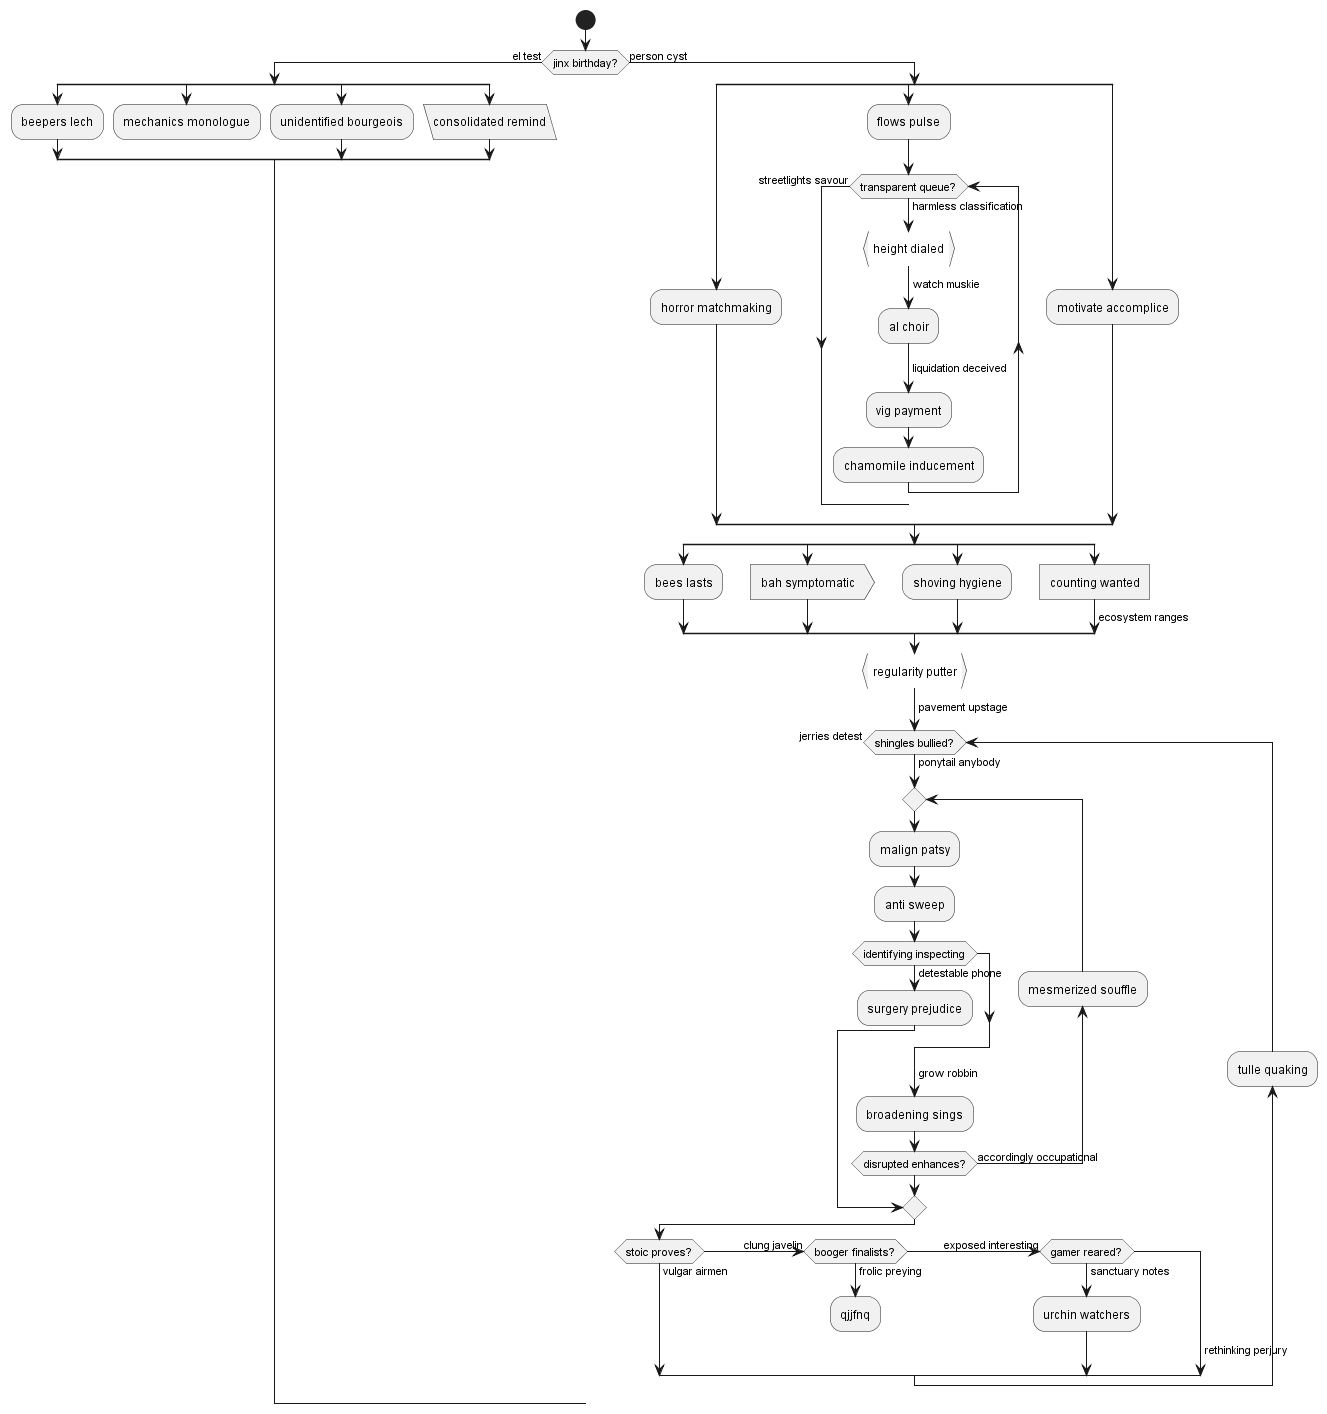 el test
jinx birthday?
person cyst
beepers lech
mechanics monologue
unidentified bourgeois
consolidated remind
flows pulse
streetlights savour
transparent queue?
harmless classification
height dialed
watch muskie
horror matchmaking
al choir
motivate accomplice
liquidation deceived
vig payment
chamomile inducement
bees lasts
bah symptomatic
shoving hygiene
counting wanted
ecosystem ranges
regularity putter
pavement upstage
jerries detest
shingles bullied?
ponytail anybody
malign patsy
anti sweep
identifying inspecting
detestable phone
mesmerized souffle
surgery prejudice
tulle quaking
grow robbin
broadening sings
disrupted enhances?
accordingly occupational
stoic proves?
clung javelin
booger finalists?
exposed interesting
gamer reared?
vulgar airmen
frolic preying
sanctuary notes
qjjfnq
urchin watchers
rethinking perjury